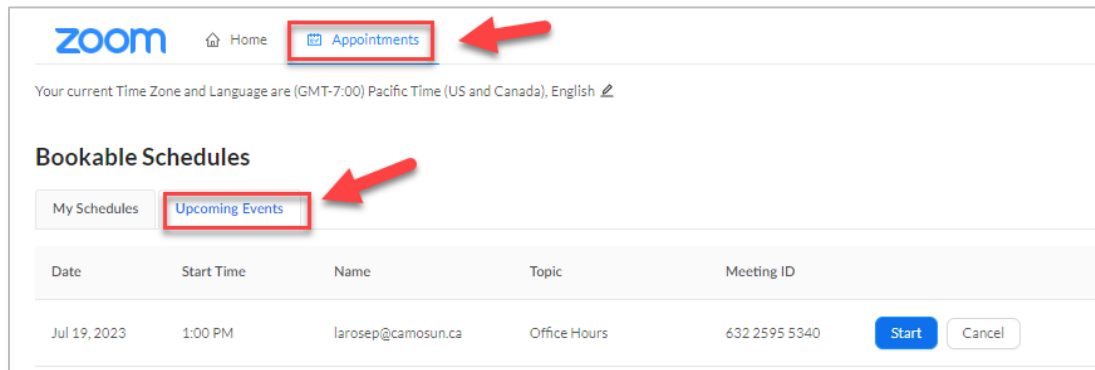 zoom Home Appointments
Your current Time Zone and Language are (GMT-7:00) Pacific Time (US and Canada), English
Bookable Schedules
My Schedules Upcoming Events
Date Start Time Name Topic Meeting ID
Jul 19, 2023 1:00 PM larosep@camosun.ca Office Hours 632 2595 5340 Start Cancel